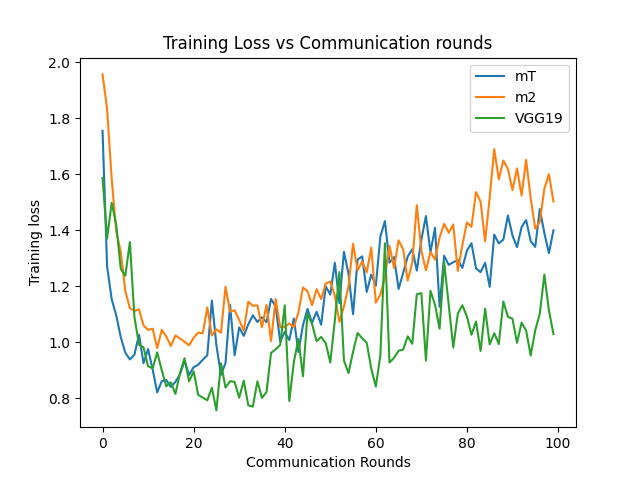 Training Loss vs Communication rounds
mT
m2
VGG19
Training loss
2.0
1.8
1.6
1.4
1.2
1.0
0.8
0 20 40 60 80 100
Communication Rounds